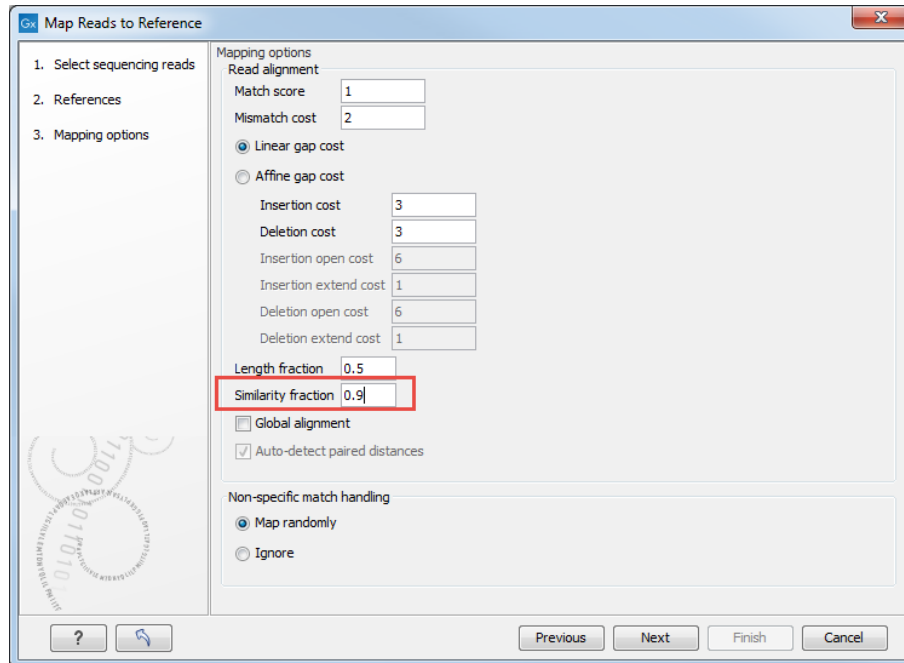 Gx Map Reads to Reference
1. Select sequencing reads
2. References
3. Mapping options
Mapping options
Read alignment
Match score 1
Mismatch cost 2
Linear gap cost
Affine gap cost
Insertion cost 3
Deletion cost 3
Insertion open cost 6
Insertion extend cost 1
Deletion open cost 6
Deletion extend cost 1
Length fraction 0.5
Similarity fraction 0.9
Global alignment
Auto-detect paired distances
Non-specific match handling
Map randomly
Ignore
? Previous Next Finish Cancel